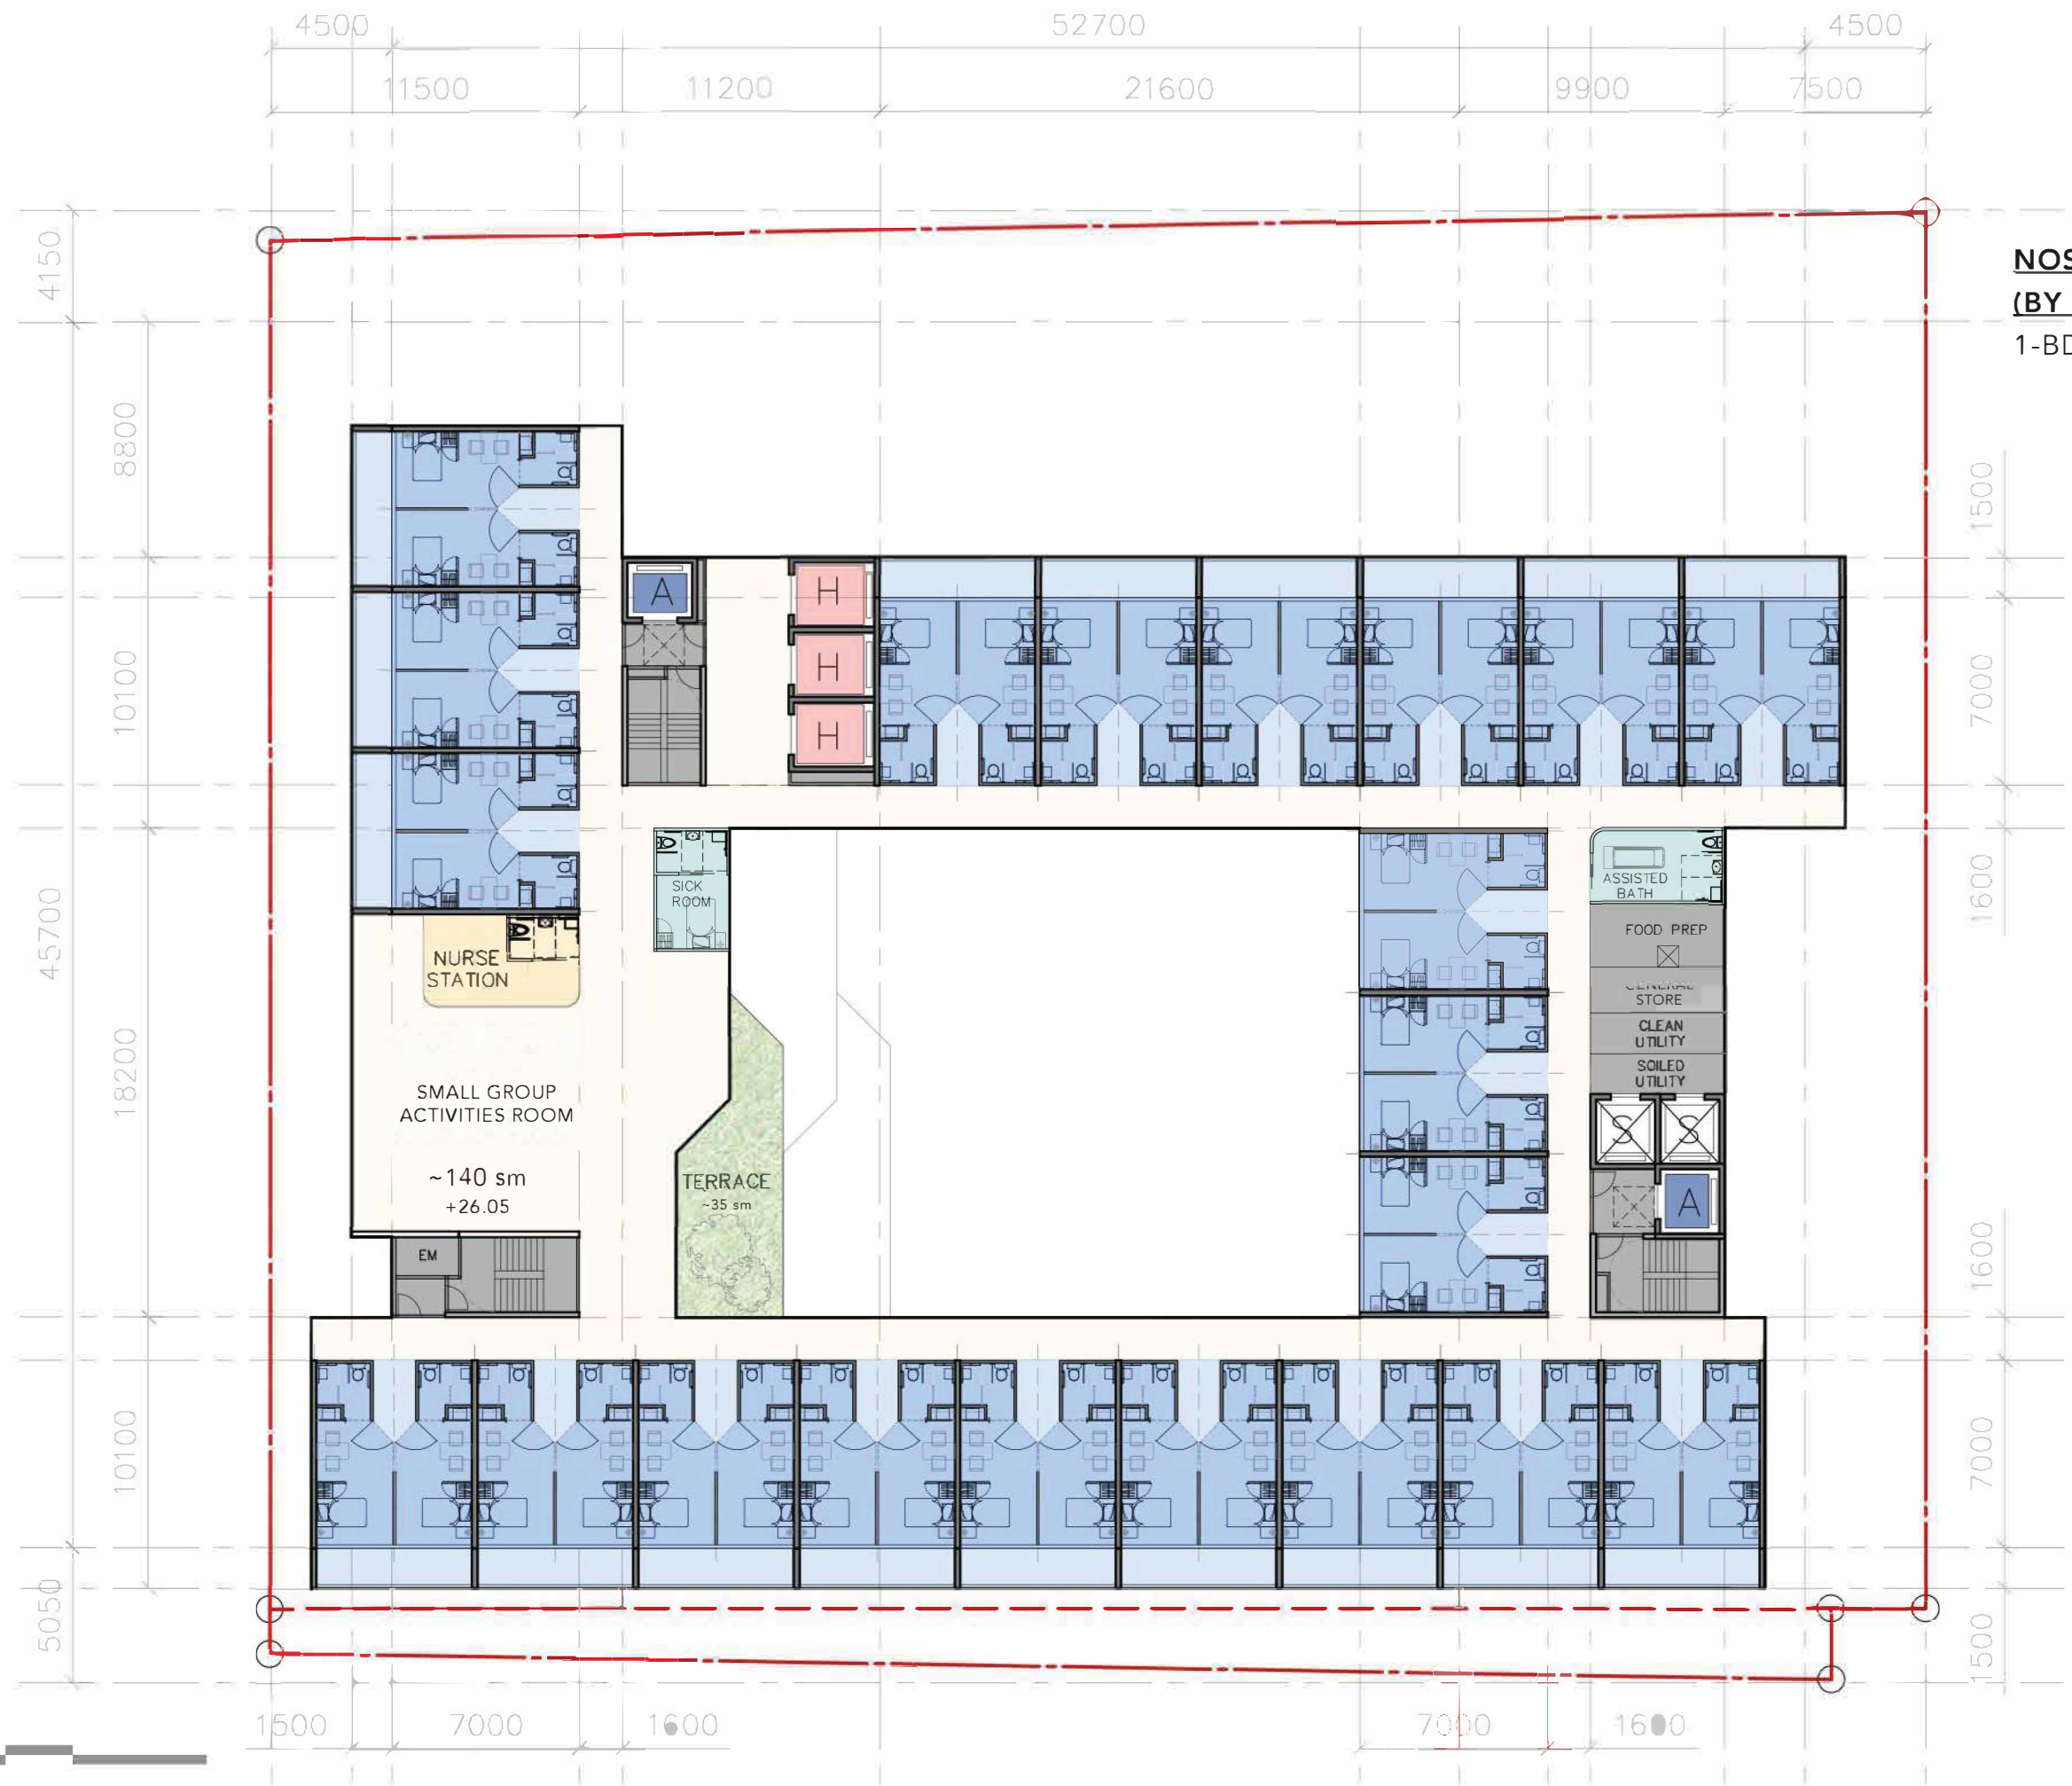 4500
52700
4500
11500
11200
21600
9900
7500
4150
NOS
(BY
1-BD
8800
1500
A
H
H
H
10100
7000
SICK
ROOM
ASSISTED
BATH
1600
45700
FOOD PREP
NURSE
STATION
GENERAL
STORE
CLEAN
UTILITY
SOILED
UTILITY
18200
SMALL GROUP
ACTIVITIES ROOM
S
S
~140 sm
+26.05
TERRACE
~35 sm
A
EM
1600
10100
7000
5050
1500
1500
7000
1600
7000
1600